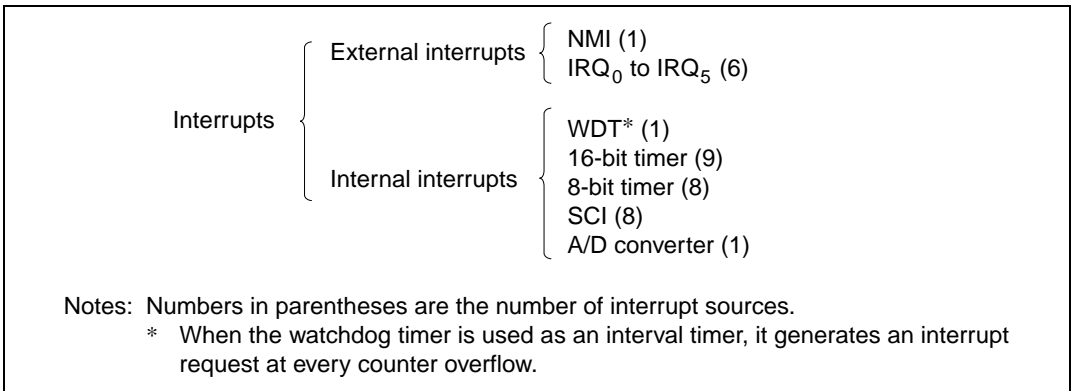 External interrupts
NMI (1)
IRQ0 to IRQ5 (6)
Interrupts
Internal interrupts
WDT* (1)
16-bit timer (9)
8-bit timer (8)
SCI (8)
A/D converter (1)
Notes: Numbers in parentheses are the number of interrupt sources.
* When the watchdog timer is used as an interval timer, it generates an interrupt
request at every counter overflow.